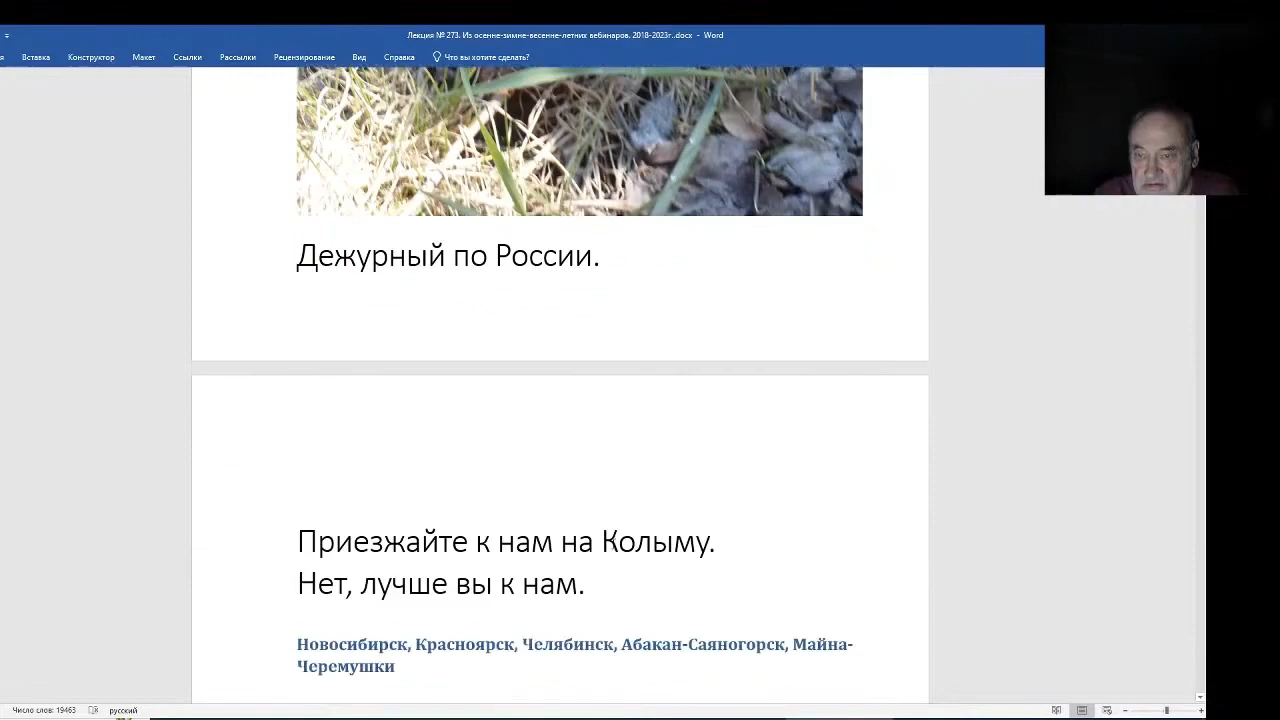 Лекция № 273. Из осенне-зимне-весенне-летних вебинаров. 2018-2023г..docx - Word
я Вставка Конструктор Макет Ссылки Рассылки Рецензирование Вид Справка Что вы хотите сделать?
Дежурный по России.
Приезжайте к нам на Колыму.
Нет, лучше вы к нам.
Новосибирск, Красноярск, Челябинск, Абакан-Саяногорск, Майна-
Черемушки
Число слов: 19463 русский